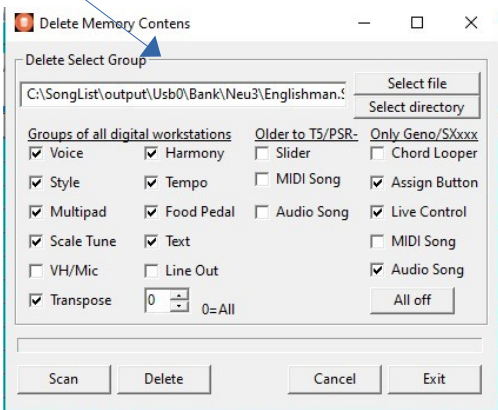 Delete Memory Contens
Delete Select Group
C:\SongList\output\Usb0\Bank\Neu3\Englishman.S
Select file
Select directory
Groups of all digital workstations Older to T5/PSR- Only Geno/SXxxx
Voice Harmony Slider Chord Looper
Style Tempo MIDI Song Assign Button
Multipad Food Pedal Audio Song Live Control
Scale Tune Text MIDI Song
VH/Mic Line Out Audio Song
Transpose 0 0=All All off
Scan Delete Cancel Exit